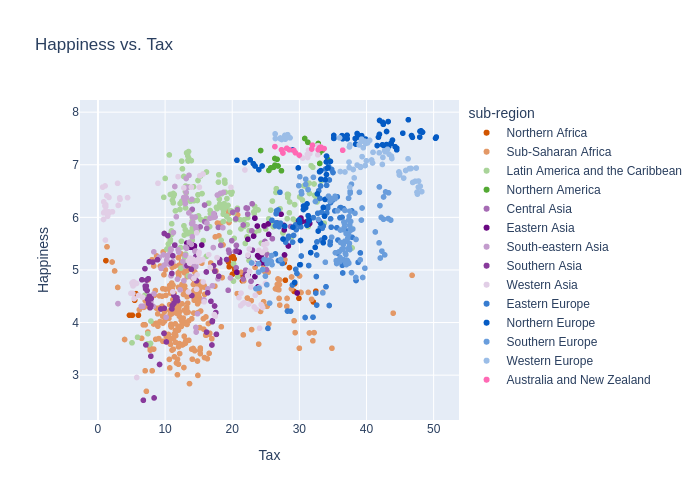 Happiness vs. Tax
sub-region
Northern Africa
Sub-Saharan Africa
Latin America and the Caribbean
Northern America
Central Asia
Eastern Asia
South-eastern Asia
Southern Asia
Western Asia
Eastern Europe
Northern Europe
Southern Europe
Western Europe
Australia and New Zealand
Happiness
8
7
6
5
4
3
0 10 20 30 40 50
Tax